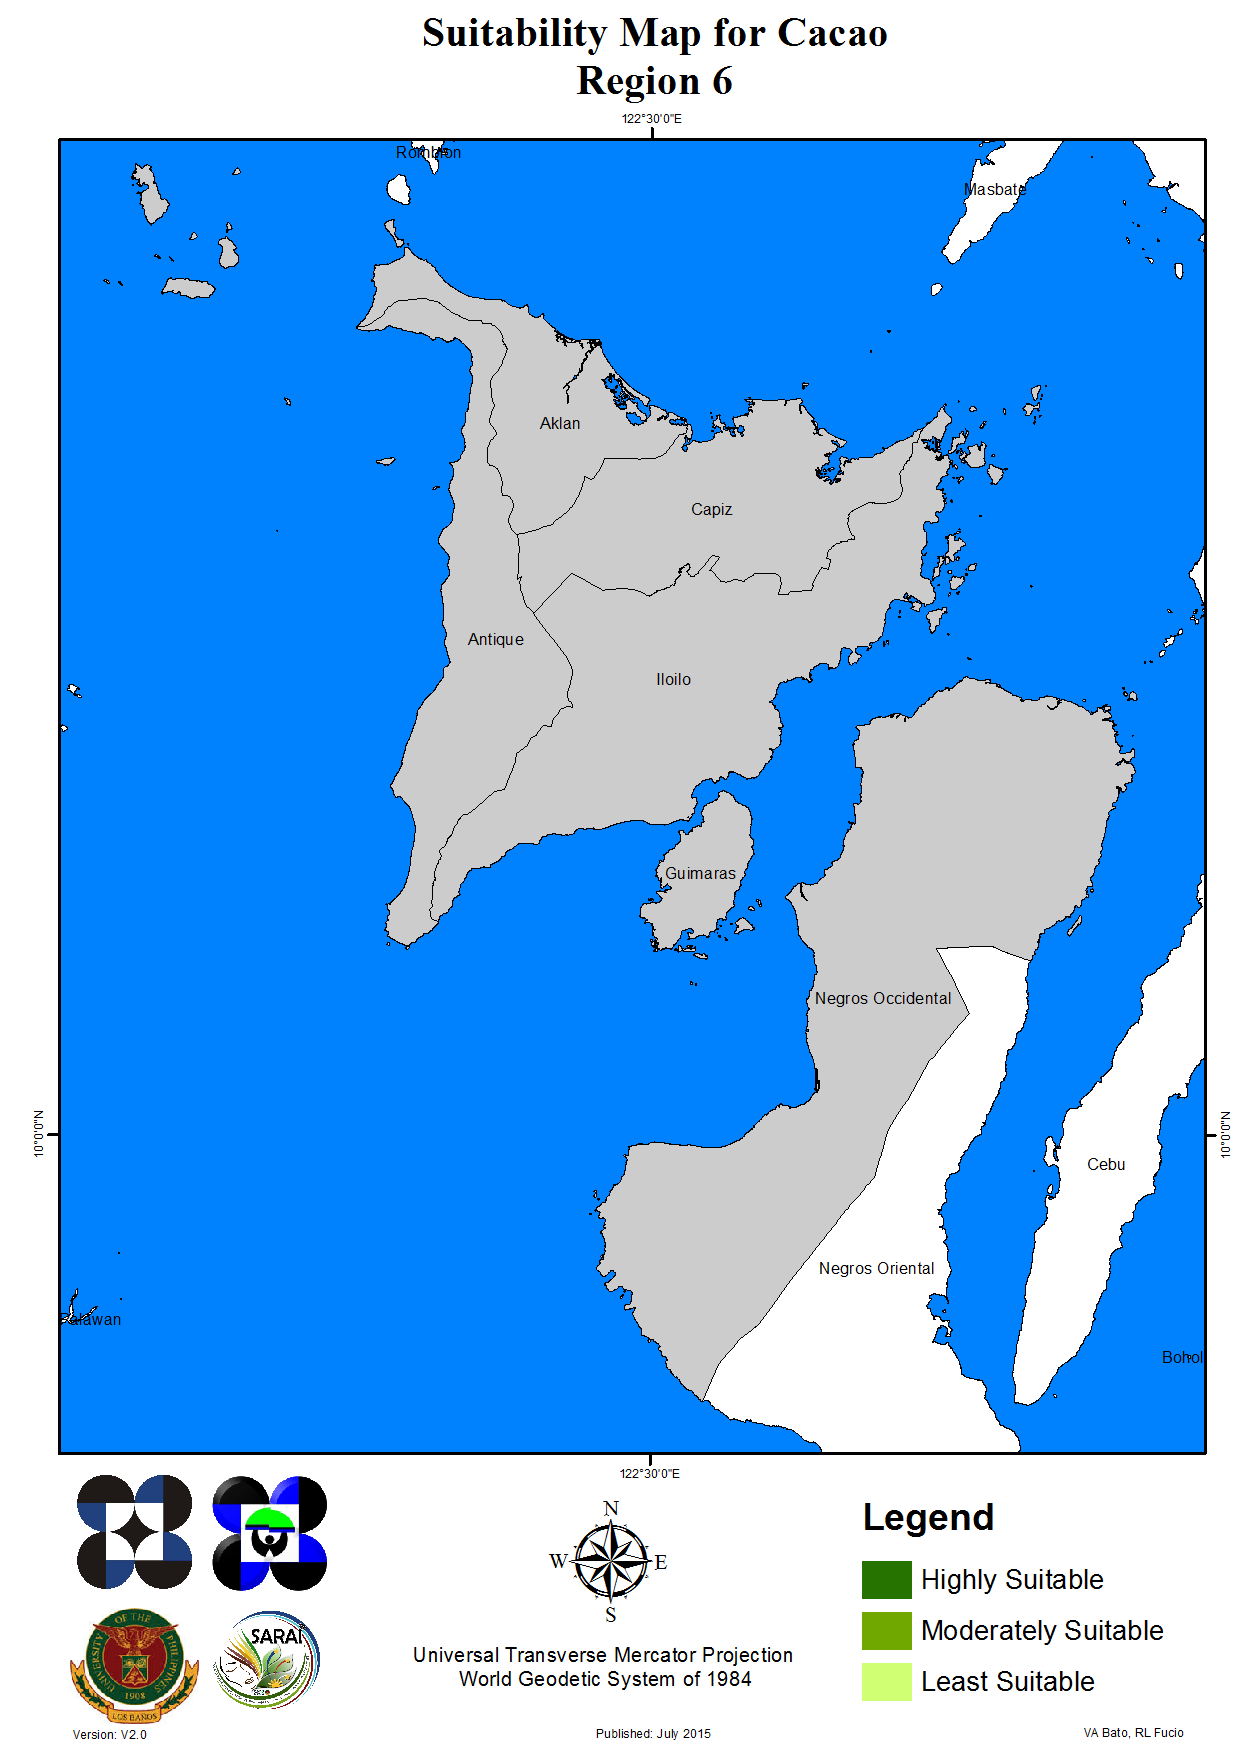 Suitability Map for Cacao
Region 6
122°30'0"E
Romblon
Masbate
Aklan
Capiz
Antique
Iloilo
Guimaras
Negros Occidental
10°0'0"N
10°0'0"N
Cebu
Negros Oriental
Palawan
Bohol
122°30'0"E
N
W
E
S
Legend
Highly Suitable
Moderately Suitable
Least Suitable
UNIVERSITY OF THE PHILIPPINES
1908
LOS BAÑOS
SARAI
Universal Transverse Mercator Projection
World Geodetic System of 1984
Version: V2.0
Published: July 2015
VA Bato, RL Fucio